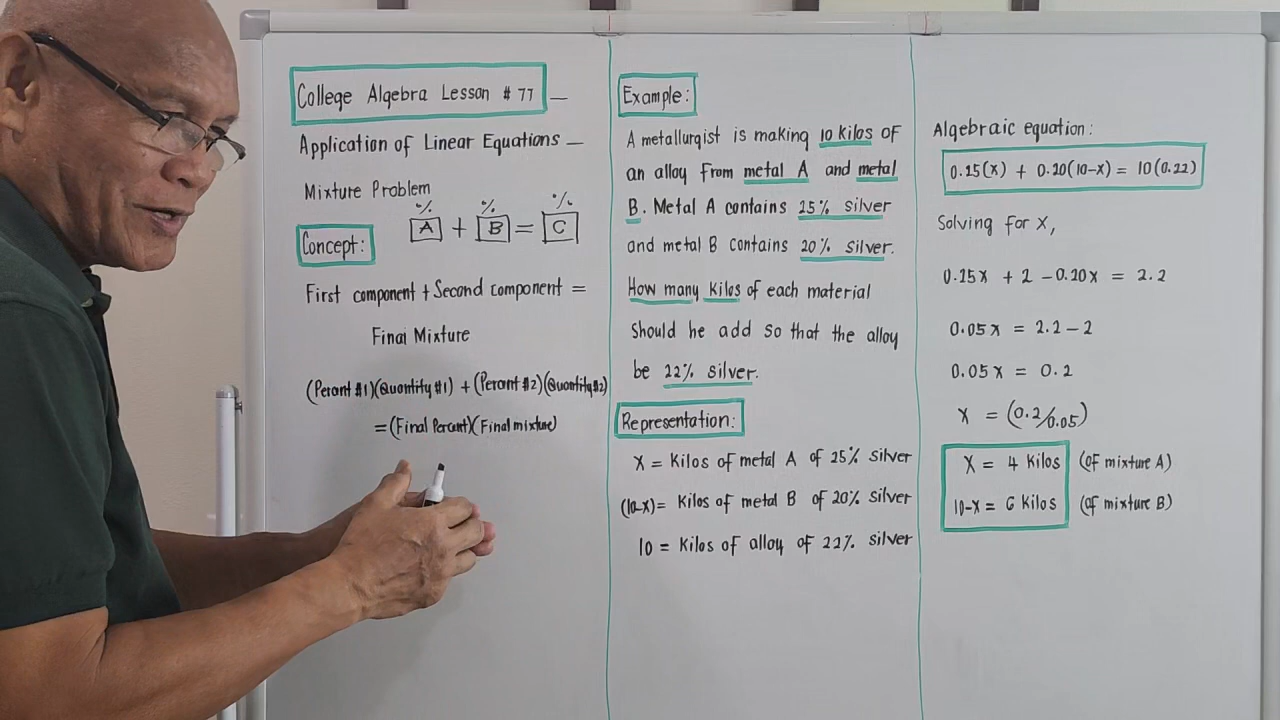 College Algebra Lesson # 77 —
Application of Linear Equations —
Mixture Problem
% % %
A + B = C
Concept:
First component + Second component =
Final Mixture
(Percent #1)(Quantity #1) + (Percent #2)(Quantity #2)
= (Final Percent)(Final mixture)
Example:
A metallurgist is making 10 kilos of
an alloy from metal A and metal
B. Metal A contains 25% silver
and metal B contains 20% silver.
How many kilos of each material
should he add so that the alloy
be 22% silver.
Representation:
X = Kilos of metal A of 25% silver
(10-X) = Kilos of metal B of 20% silver
10 = Kilos of alloy of 22% silver
Algebraic equation:
0.25(X) + 0.20(10-X) = 10(0.22)
Solving for X,
0.25X + 2 - 0.20X = 2.2
0.05X = 2.2 - 2
0.05X = 0.2
X = (0.2/0.05)
X = 4 Kilos (of mixture A)
10-X = 6 Kilos (of mixture B)